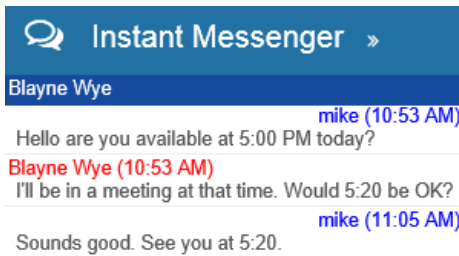 Instant Messenger »
Blayne Wye
mike (10:53 AM)
Hello are you available at 5:00 PM today?
Blayne Wye (10:53 AM)
I'll be in a meeting at that time. Would 5:20 be OK?
mike (11:05 AM)
Sounds good. See you at 5:20.